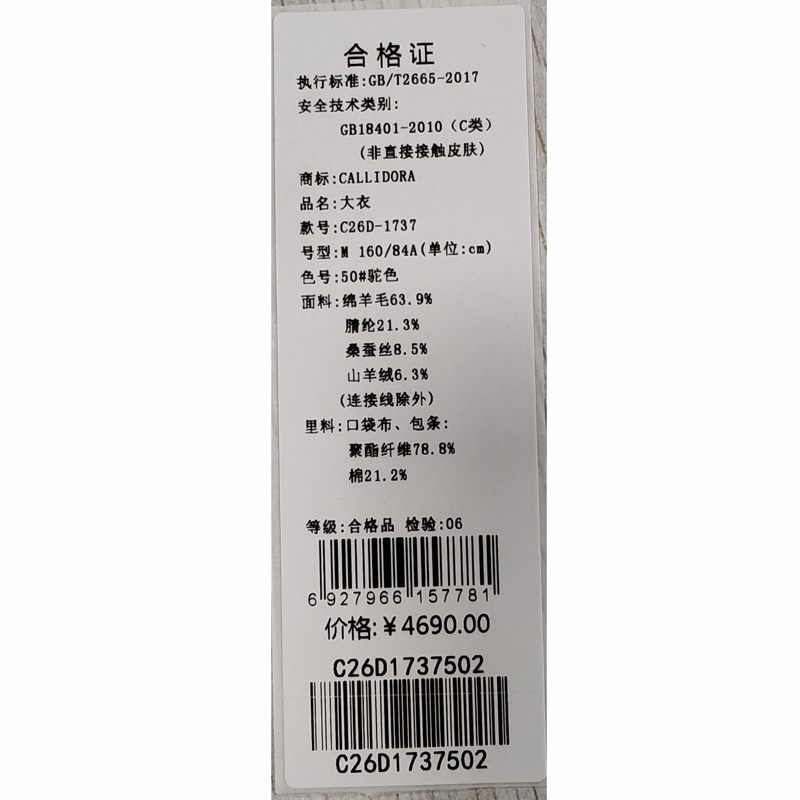 合格证
执行标准:GB/T2665-2017
安全技术类别:
GB18401-2010（C类）
(非直接接触皮肤)
商标:CALLIDORA
品名:大衣
款号:C26D-1737
号型:M 160/84A(单位:cm)
色号:50#驼色
面料:绵羊毛63.9%
腈纶21.3%
桑蚕丝8.5%
山羊绒6.3%
(连接线除外)
里料:口袋布、包条:
聚酯纤维78.8%
棉21.2%
等级:合格品 检验:06
6 927966 157781
价格:￥4690.00
C26D1737502
C26D1737502